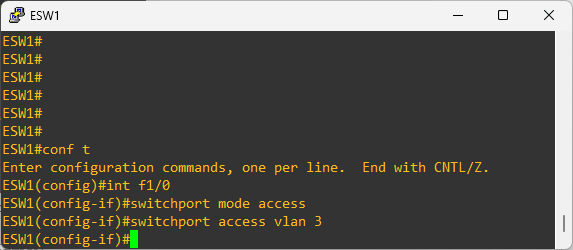 ESW1
ESW1#
ESW1#
ESW1#
ESW1#
ESW1#
ESW1#
ESW1#conf t
Enter configuration commands, one per line.  End with CNTL/Z.
ESW1(config)#int f1/0
ESW1(config-if)#switchport mode access
ESW1(config-if)#switchport access vlan 3
ESW1(config-if)#